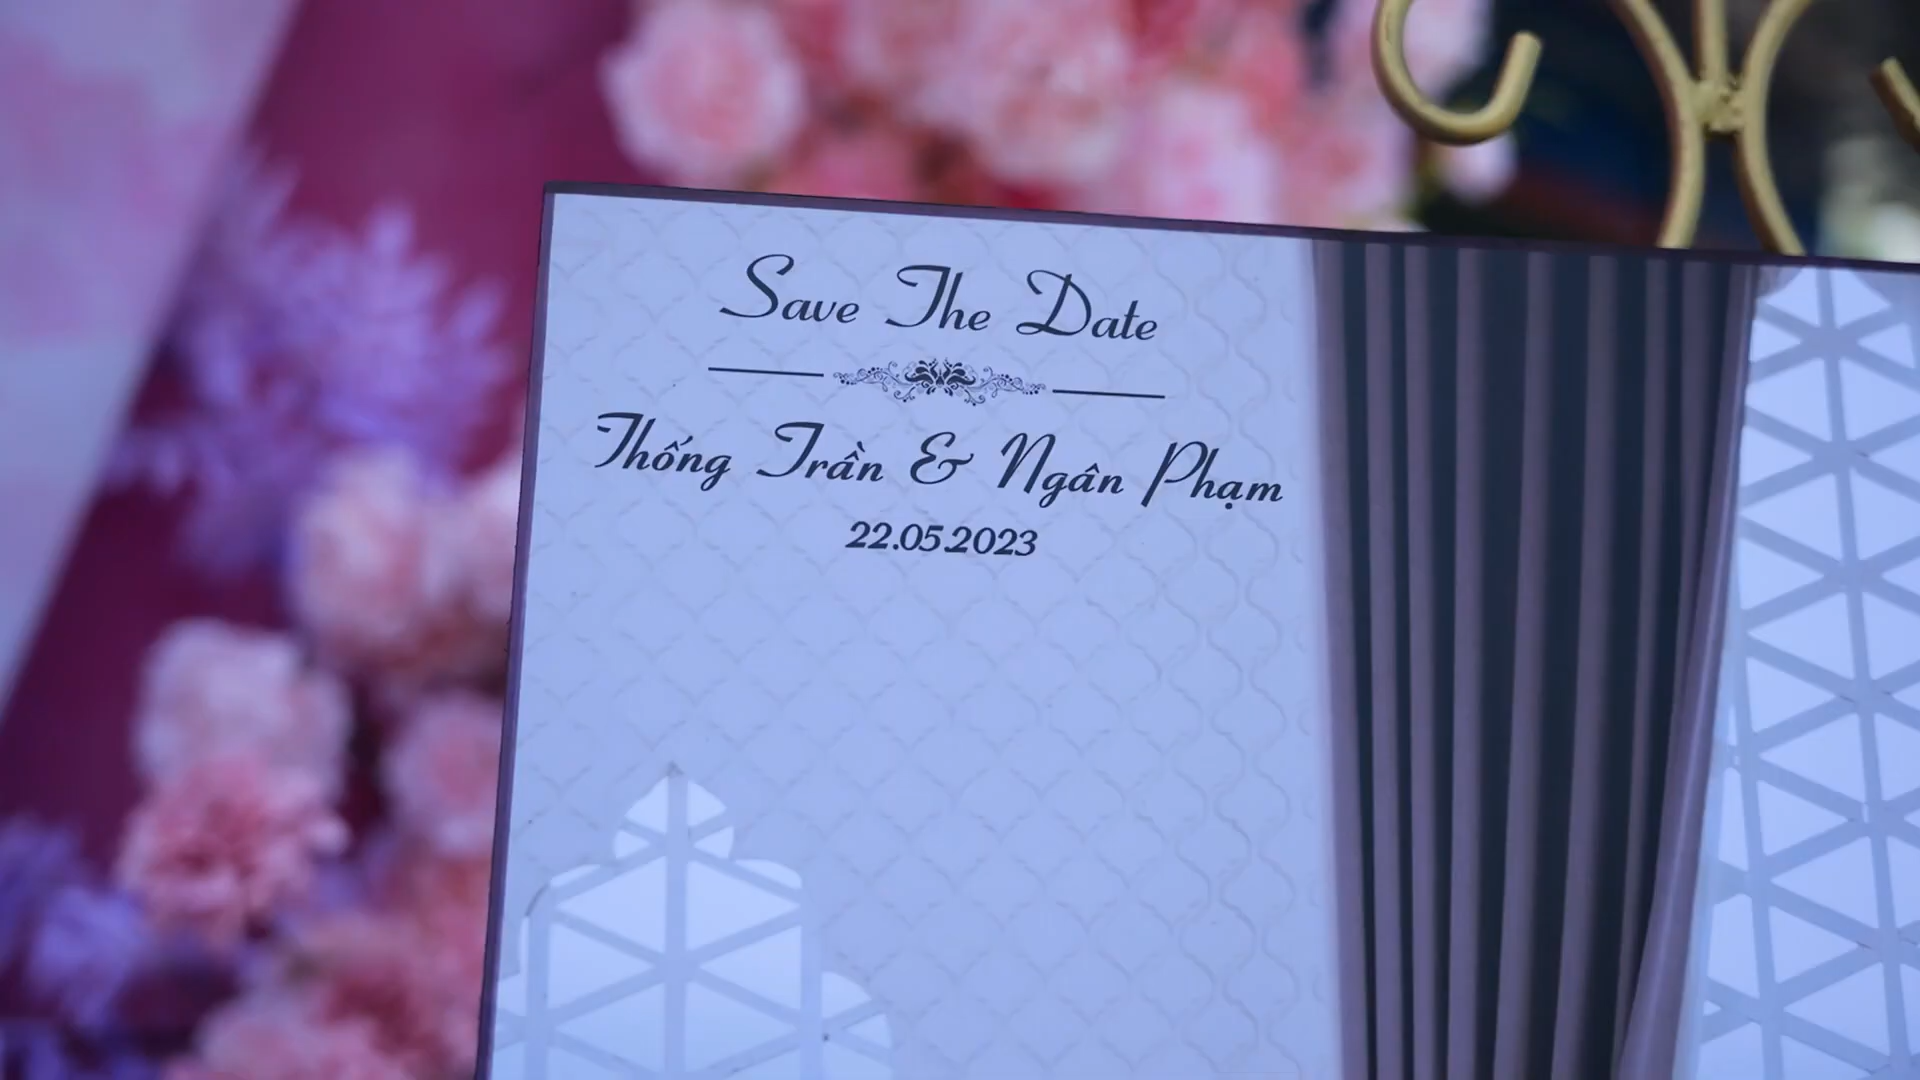 Save The Date
Thống Trần & Ngân Phạm
22.05.2023